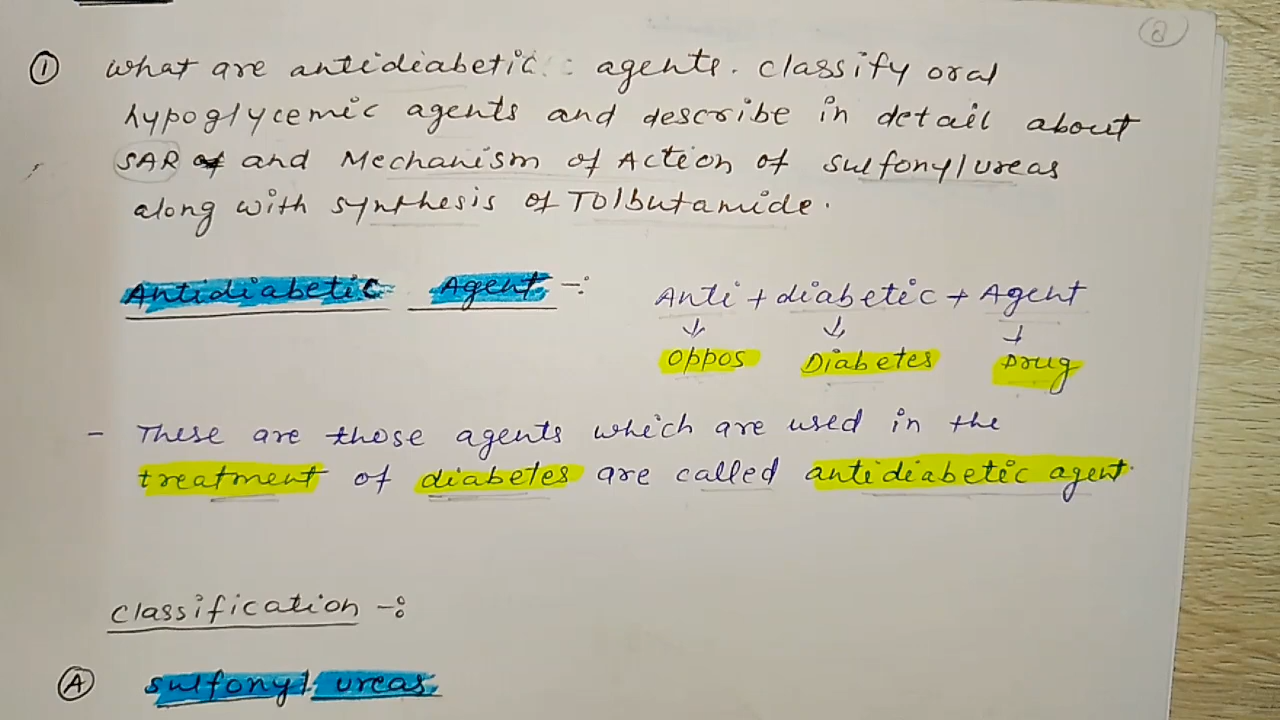 8
① What are antidiabetic agents. classify oral
hypoglycemic agents and describe in detail about
SAR and Mechanism of Action of sulfonylureas
along with synthesis of Tolbutamide.
Antidiabetic Agent -:
Anti + diabetic + Agent
↓ ↓ ↓
oppos Diabetes Drug
- These are those agents which are used in the
treatment of diabetes are called antidiabetic agent.
classification -:
Ⓐ sulfonyl ureas